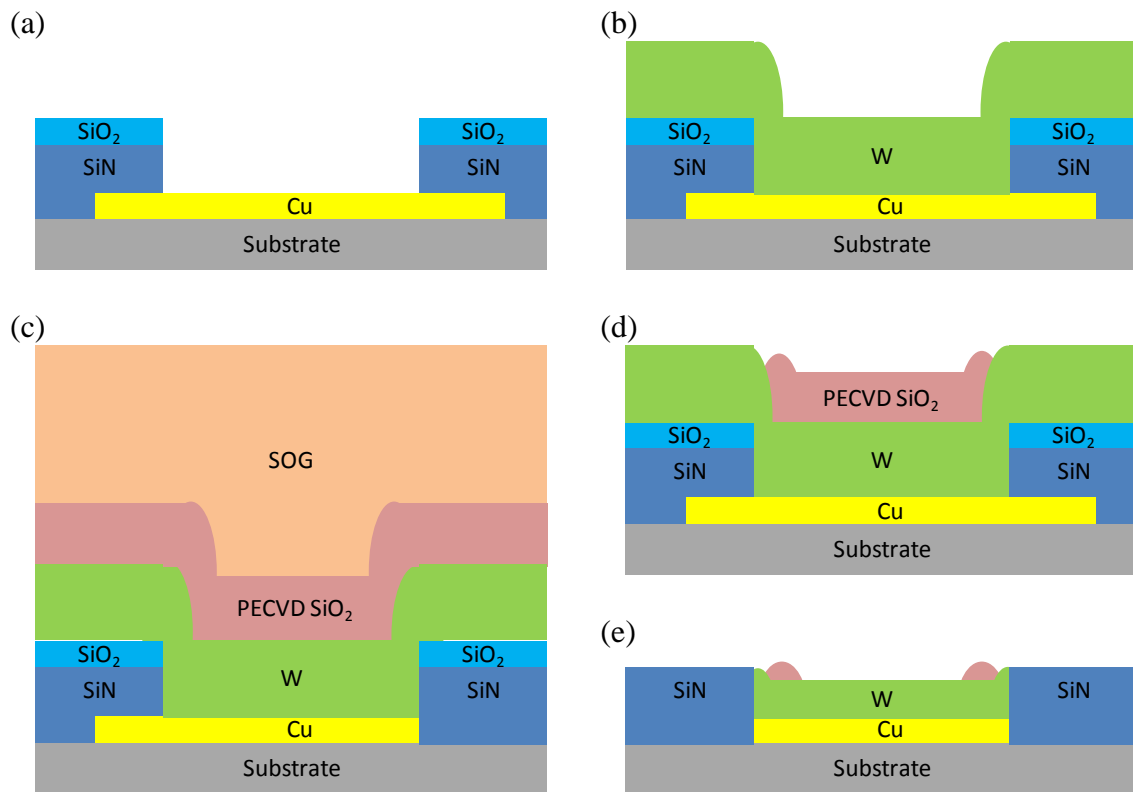 (a)
SiO₂
SiO₂
SiN
SiN
Cu
Substrate
(b)
SiO₂
SiO₂
W
SiN
SiN
Cu
Substrate
(c)
SOG
PECVD SiO₂
SiO₂
SiO₂
W
SiN
SiN
Cu
Substrate
(d)
PECVD SiO₂
SiO₂
SiO₂
W
SiN
SiN
Cu
Substrate
(e)
SiN
SiN
W
Cu
Substrate